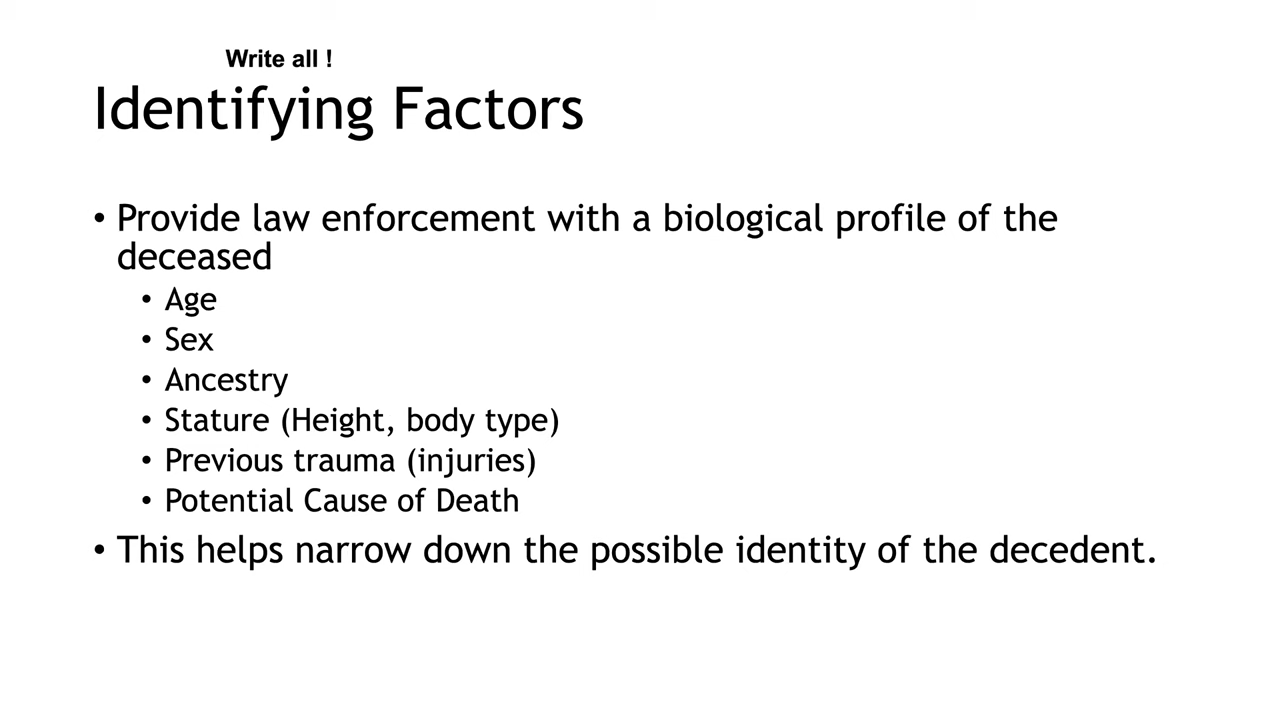 Write all !
Identifying Factors
• Provide law enforcement with a biological profile of the
deceased
• Age
• Sex
• Ancestry
• Stature (Height, body type)
• Previous trauma (injuries)
• Potential Cause of Death
• This helps narrow down the possible identity of the decedent.